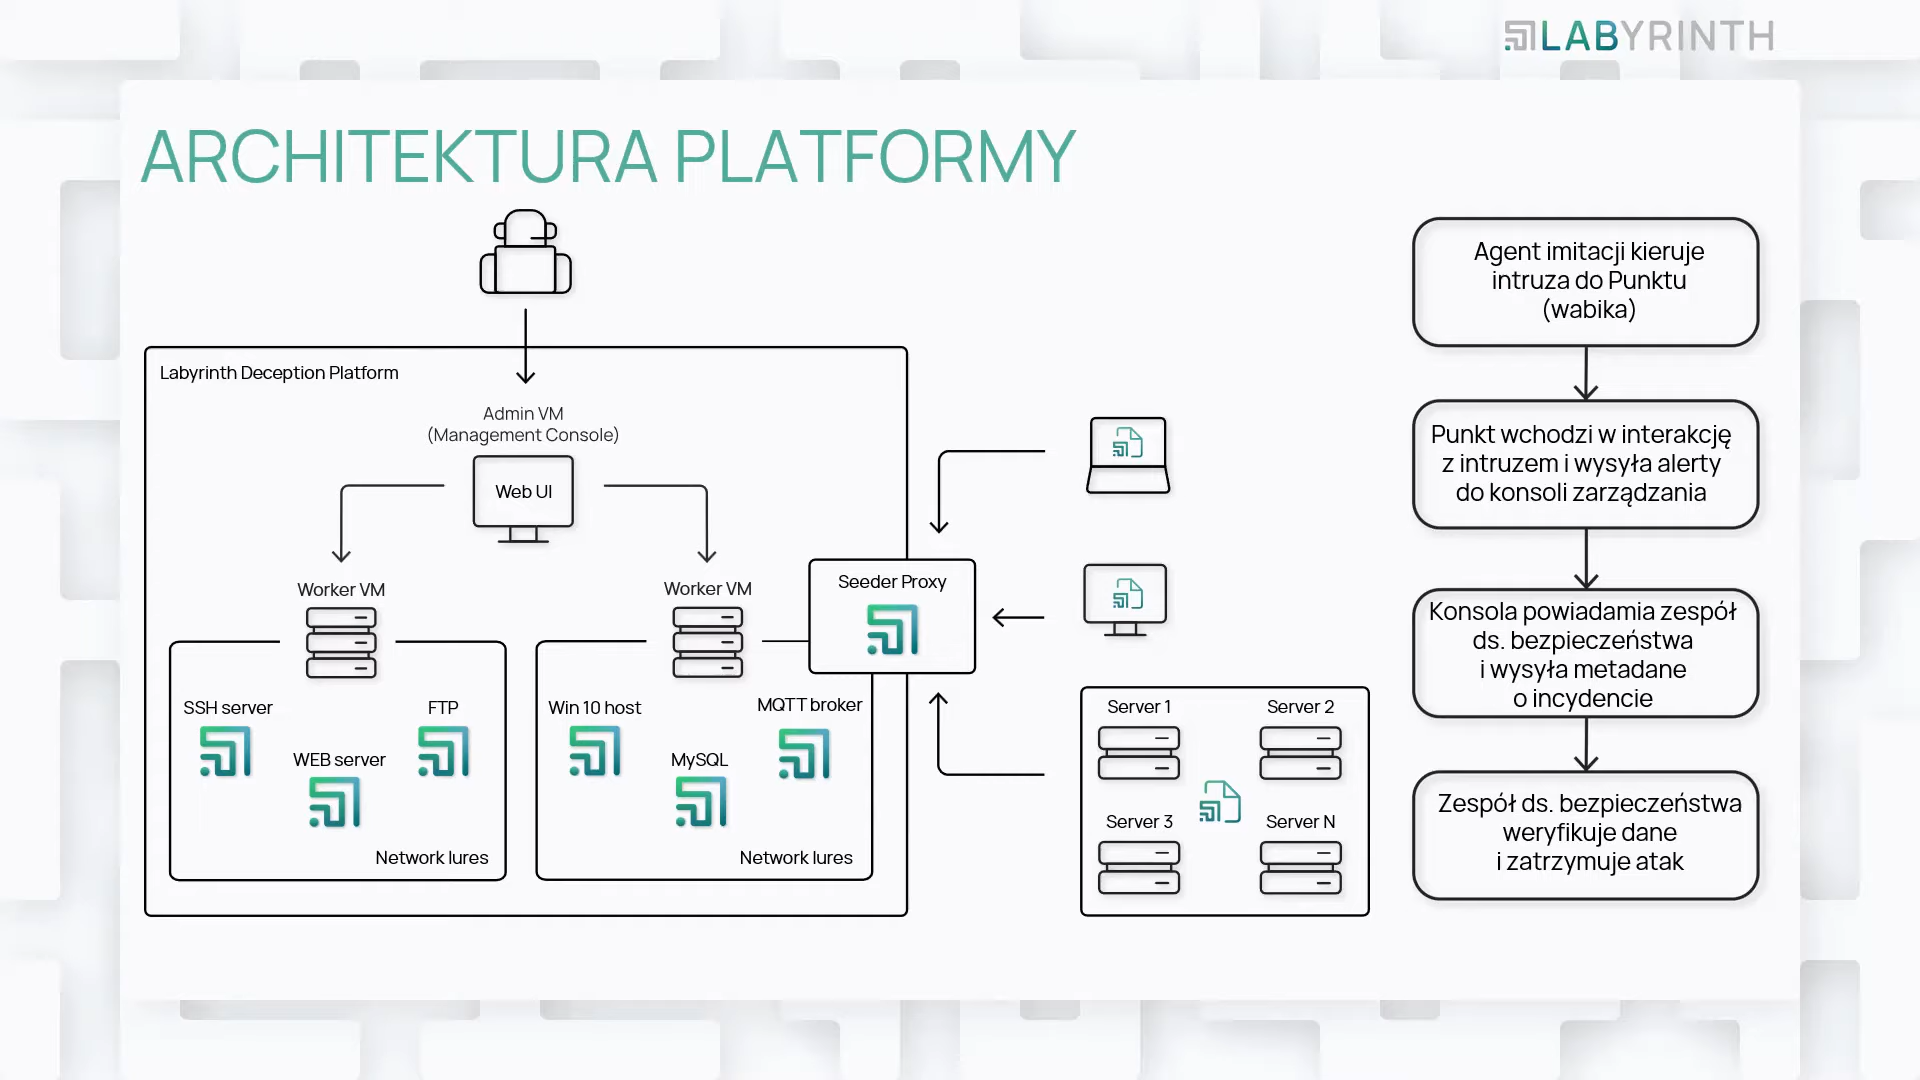 LABYRINTH
ARCHITEKTURA PLATFORMY
Labyrinth Deception Platform
Admin VM
(Management Console)
Web UI
Worker VM
Worker VM
Seeder Proxy
SSH server
FTP
WEB server
Network lures
Win 10 host
MQTT broker
MySQL
Network lures
Server 1
Server 2
Server 3
Server N
Agent imitacji kieruje
intruza do Punktu
(wabika)
Punkt wchodzi w interakcję
z intruzem i wysyła alerty
do konsoli zarządzania
Konsola powiadamia zespół
ds. bezpieczeństwa
i wysyła metadane
o incydencie
Zespół ds. bezpieczeństwa
weryfikuje dane
i zatrzymuje atak